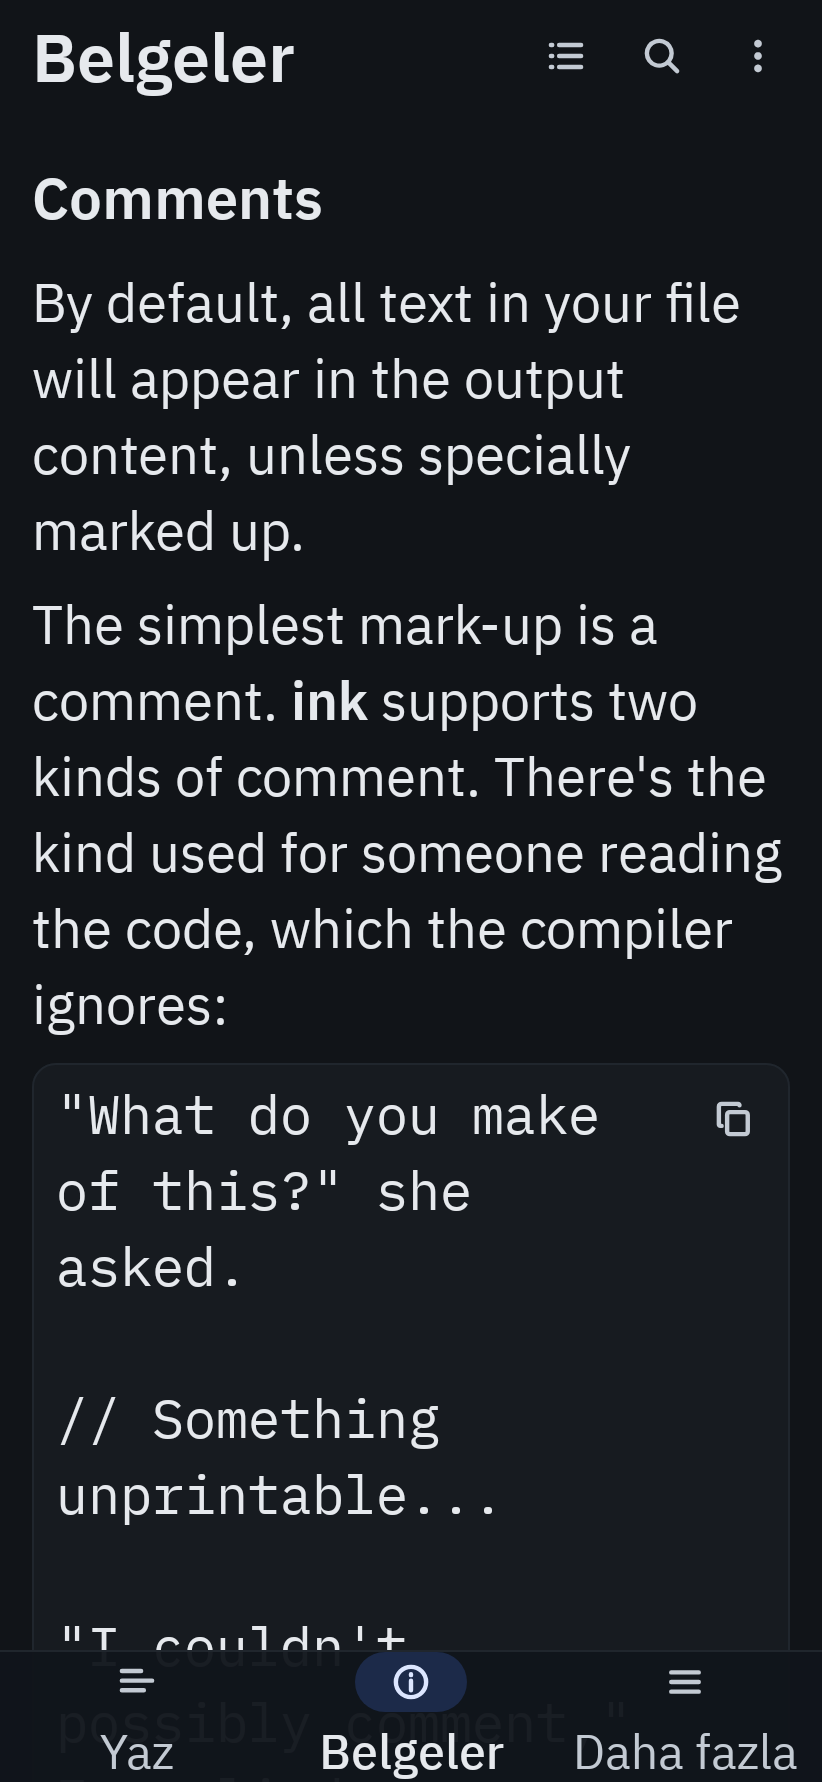 Belgeler
Comments
By default, all text in your file
will appear in the output
content, unless specially
marked up.
The simplest mark-up is a
comment. ink supports two
kinds of comment. There's the
kind used for someone reading
the code, which the compiler
ignores:
"What do you make
of this?" she
asked.
// Something
unprintable...
"I couldn't
possibly comment."
Yaz
Belgeler
Daha fazla